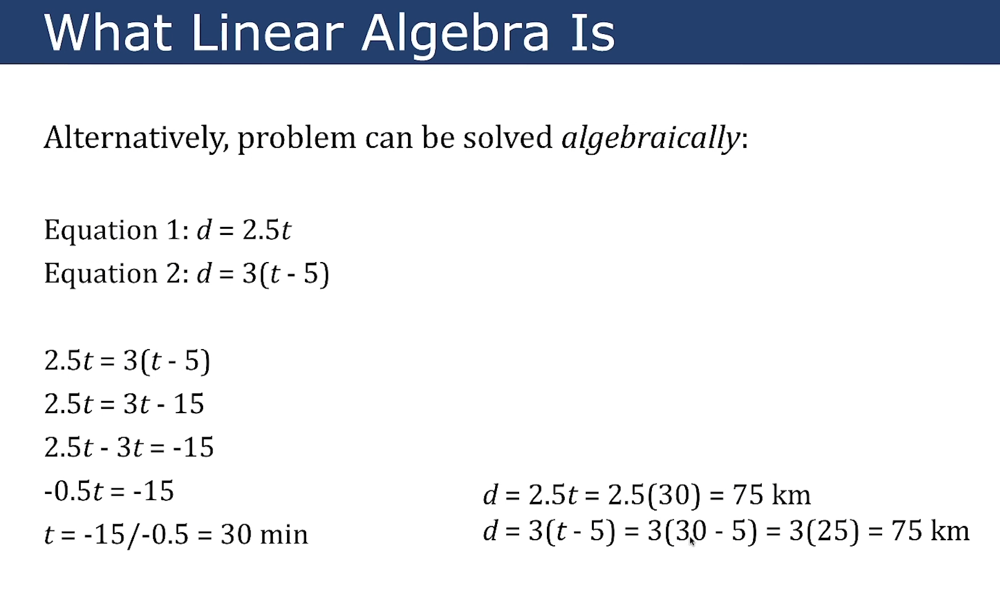 What Linear Algebra Is
Alternatively, problem can be solved algebraically:
Equation 1: d = 2.5t
Equation 2: d = 3(t - 5)
2.5t = 3(t - 5)
2.5t = 3t - 15
2.5t - 3t = -15
-0.5t = -15
t = -15/-0.5 = 30 min
d = 2.5t = 2.5(30) = 75 km
d = 3(t - 5) = 3(30 - 5) = 3(25) = 75 km